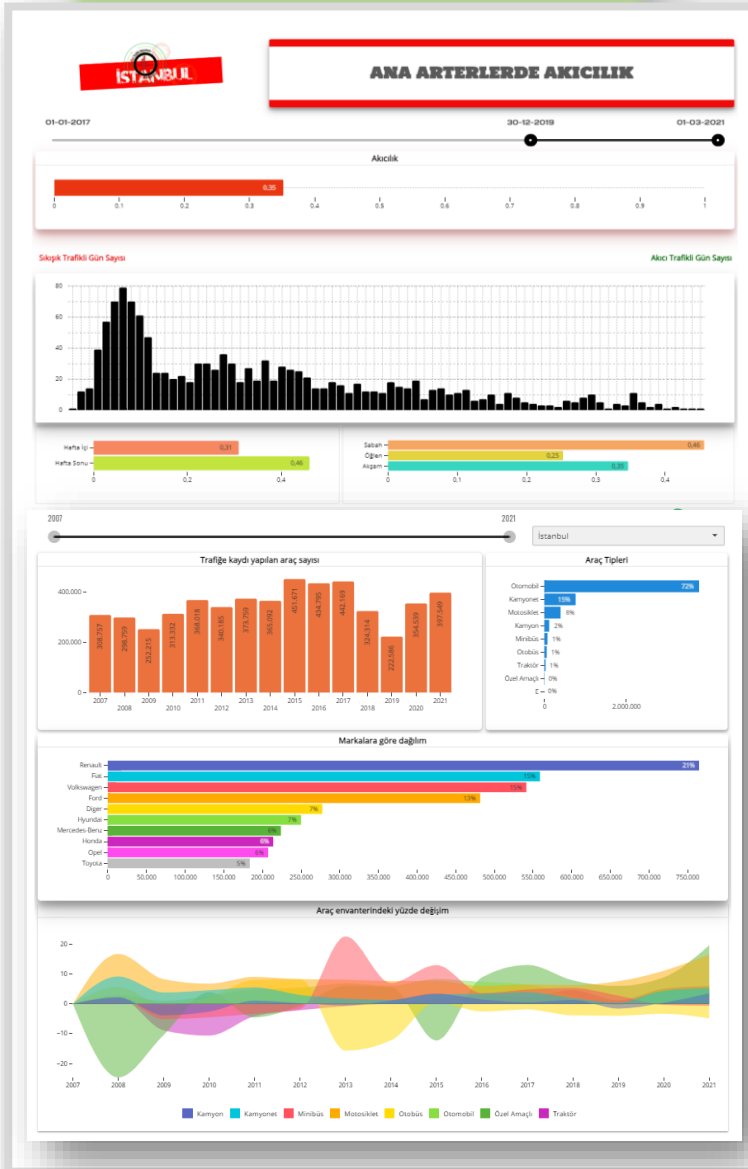 İSTANBUL
ANA ARTERLERDE AKICILIK
01-01-2017 30-12-2019 01-03-2021
Akıcılık
0,35
0 0.1 0.2 0.3 0.4 0.5 0.6 0.7 0.8 0.9 1
Sıkışık Trafikli Gün Sayısı Akıcı Trafikli Gün Sayısı
80
60
40
20
0
Hafta İçi 0,31
Hafta Sonu 0,46
0 0,2 0,4
Sabah 0,46
Öğlen 0,25
Akşam 0,35
0 0,1 0,2 0,3 0,4
2007 2021
İstanbul
Trafiğe kaydı yapılan araç sayısı
400.000
200.000
0
308.757 298.759 252.215 313.332 368.018 340.185 373.759 365.092 451.671 434.795 442.169 324.314 222.586 354.539 397.549
2007 2008 2009 2010 2011 2012 2013 2014 2015 2016 2017 2018 2019 2020 2021
Araç Tipleri
Otomobil 72%
Kamyonet 15%
Motosiklet 8%
Kamyon 2%
Minibüs 1%
Otobüs 1%
Traktör 1%
Özel Amaçlı 0%
E 0%
0 2.000.000
Markalara göre dağılım
Renault 21%
Fiat 15%
Volkswagen 15%
Ford 13%
Diger 7%
Hyundai 7%
Mercedes-Benz 6%
Honda 6%
Opel 6%
Toyota 5%
0 50.000 100.000 150.000 200.000 250.000 300.000 350.000 400.000 450.000 500.000 550.000 600.000 650.000 700.000 750.000
Araç envanterindeki yüzde değişim
20
10
0
−10
−20
2007 2008 2009 2010 2011 2012 2013 2014 2015 2016 2017 2018 2019 2020 2021
Kamyon Kamyonet Minibüs Motosiklet Otobüs Otomobil Özel Amaçlı Traktör